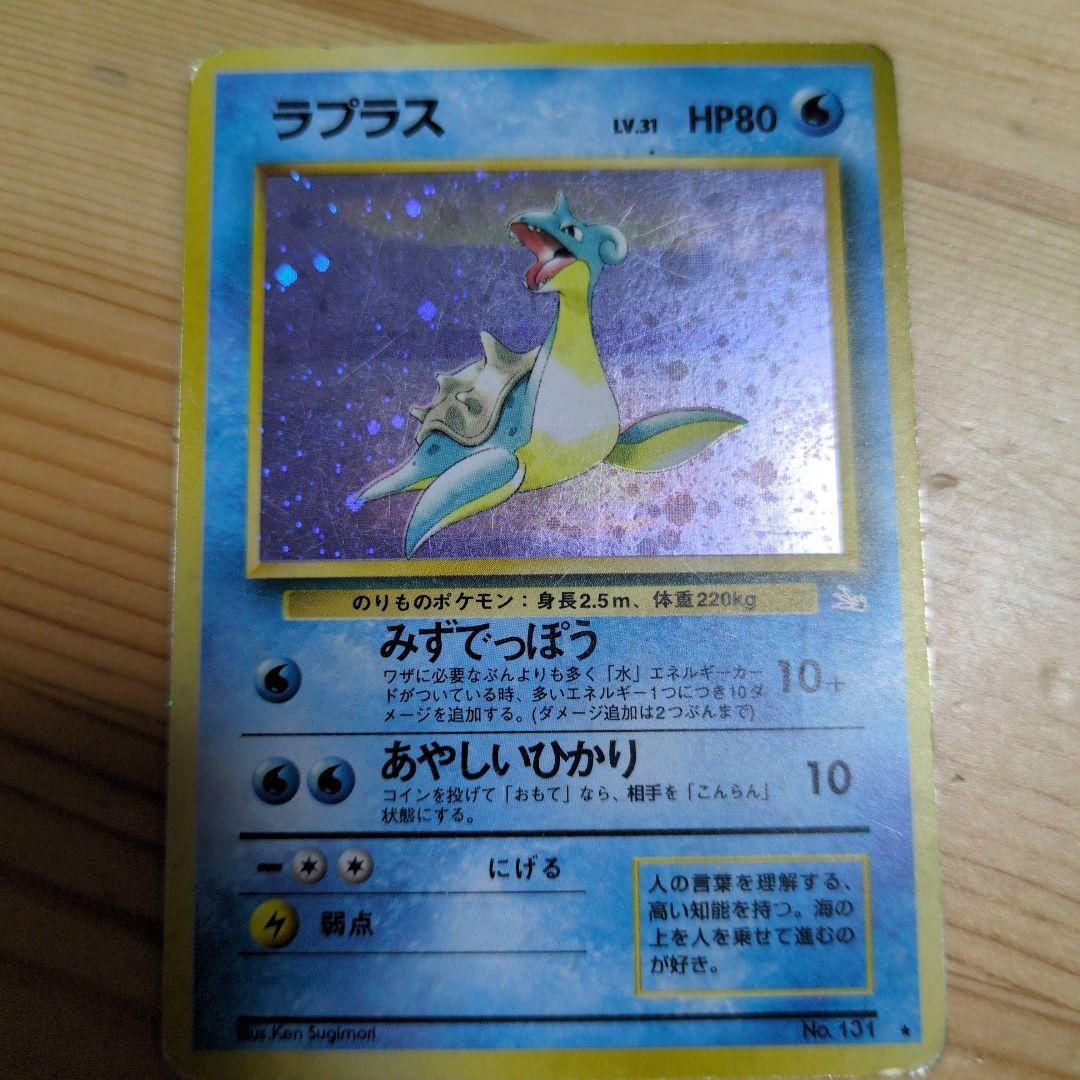 ラプラス LV.31 HP80
のりものポケモン：身長2.5m、体重220kg
みずでっぽう
ワザに必要なぶんよりも多く「水」エネルギーカー
ドがついている時、多いエネルギー1つにつき10ダ
メージを追加する。(ダメージ追加は2つぶんまで)
10+
あやしいひかり
コインを投げて「おもて」なら、相手を「こんらん」
状態にする。
10
にげる
弱点
人の言葉を理解する、
高い知能を持つ。海の
上を人を乗せて進むの
が好き。
Illus.Ken Sugimori
No. 131 ★